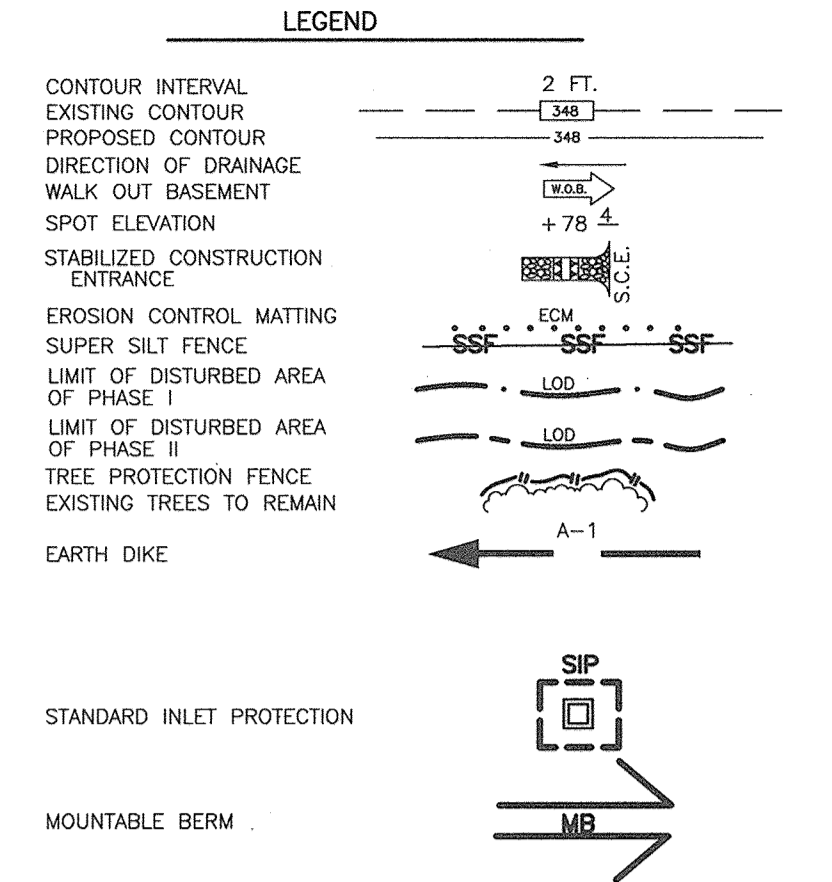 LEGEND
CONTOUR INTERVAL 2 FT.
EXISTING CONTOUR 348
PROPOSED CONTOUR 348
DIRECTION OF DRAINAGE
WALK OUT BASEMENT W.O.B.
SPOT ELEVATION +78 4
STABILIZED CONSTRUCTION
ENTRANCE
S.C.E.
EROSION CONTROL MATTING ECM
SUPER SILT FENCE SSF SSF SSF
LIMIT OF DISTURBED AREA
OF PHASE I
LOD
LIMIT OF DISTURBED AREA
OF PHASE II
LOD
TREE PROTECTION FENCE
EXISTING TREES TO REMAIN
A-1
EARTH DIKE
SIP
STANDARD INLET PROTECTION
MOUNTABLE BERM MB